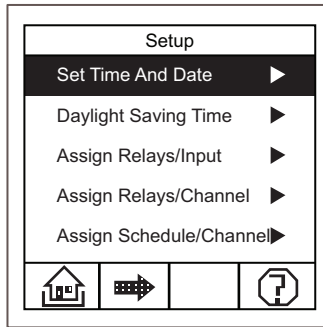 Setup
Set Time And Date
Daylight Saving Time
Assign Relays/Input
Assign Relays/Channel
Assign Schedule/Channel
?